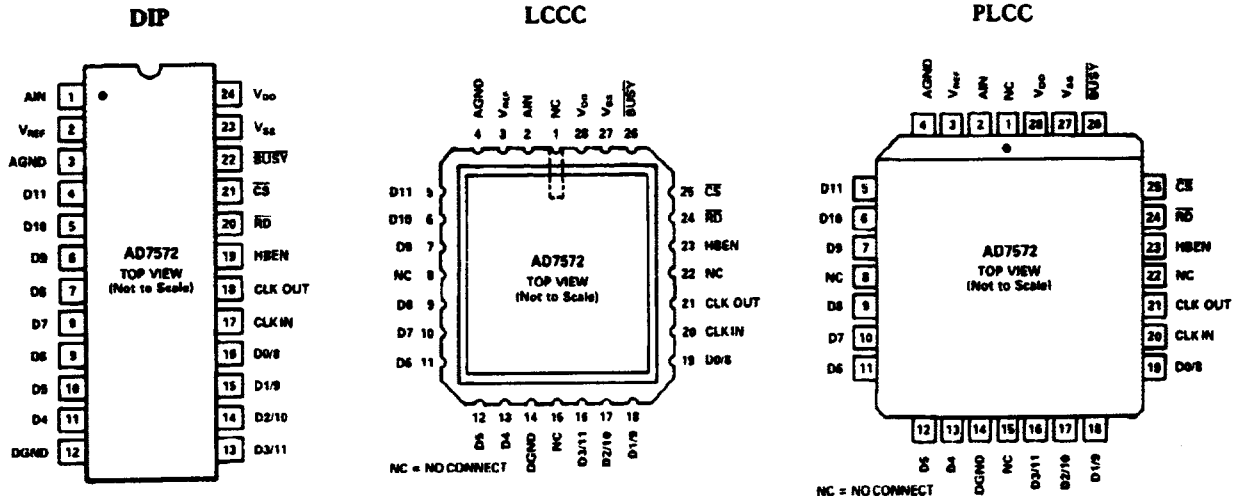 DIP
AIN 1
VREF 2
AGND 3
D11 4
D10 5
D9 6
D8 7
D7 8
D6 9
D5 10
D4 11
DGND 12
AD7572
TOP VIEW
(Not to Scale)
24 VDD
23 VSS
22 BUSY
21 CS
20 RD
19 HBEN
18 CLK OUT
17 CLK IN
16 D0/8
15 D1/9
14 D2/10
13 D3/11
LCCC
AGND VREF AIN NC VDD VSS BUSY
4 3 2 1 28 27 26
D11 5
D10 6
D9 7
NC 8
D8 9
D7 10
D6 11
AD7572
TOP VIEW
(Not to Scale)
25 CS
24 RD
23 HBEN
22 NC
21 CLK OUT
20 CLK IN
19 D0/8
12 13 14 15 16 17 18
D5 D4 DGND NC D3/11 D2/10 D1/9
NC = NO CONNECT
PLCC
AGND VREF AIN NC VDD VSS BUSY
4 3 2 1 28 27 26
D11 5
D10 6
D9 7
NC 8
D8 9
D7 10
D6 11
AD7572
TOP VIEW
(Not to Scale)
25 CS
24 RD
23 HBEN
22 NC
21 CLK OUT
20 CLK IN
19 D0/8
12 13 14 15 16 17 18
D5 D4 DGND NC D3/11 D2/10 D1/9
NC = NO CONNECT